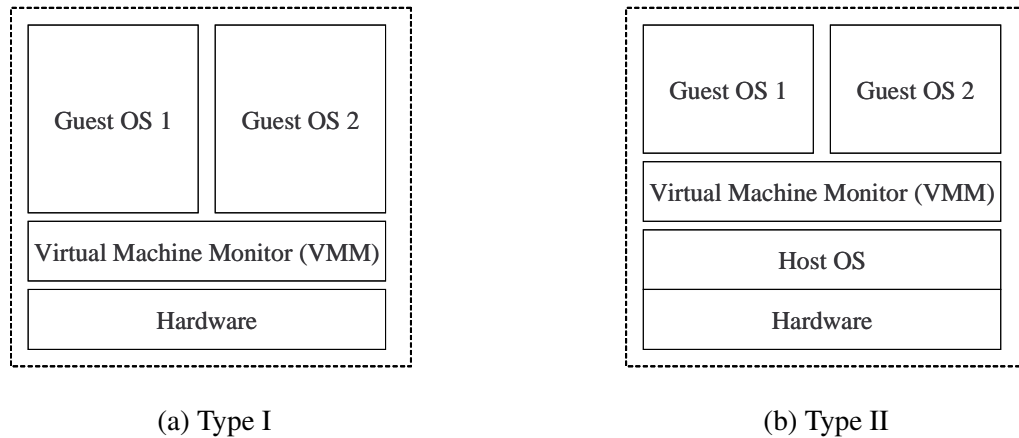 Guest OS 1
Guest OS 2
Virtual Machine Monitor (VMM)
Hardware
(a) Type I
Guest OS 1
Guest OS 2
Virtual Machine Monitor (VMM)
Host OS
Hardware
(b) Type II